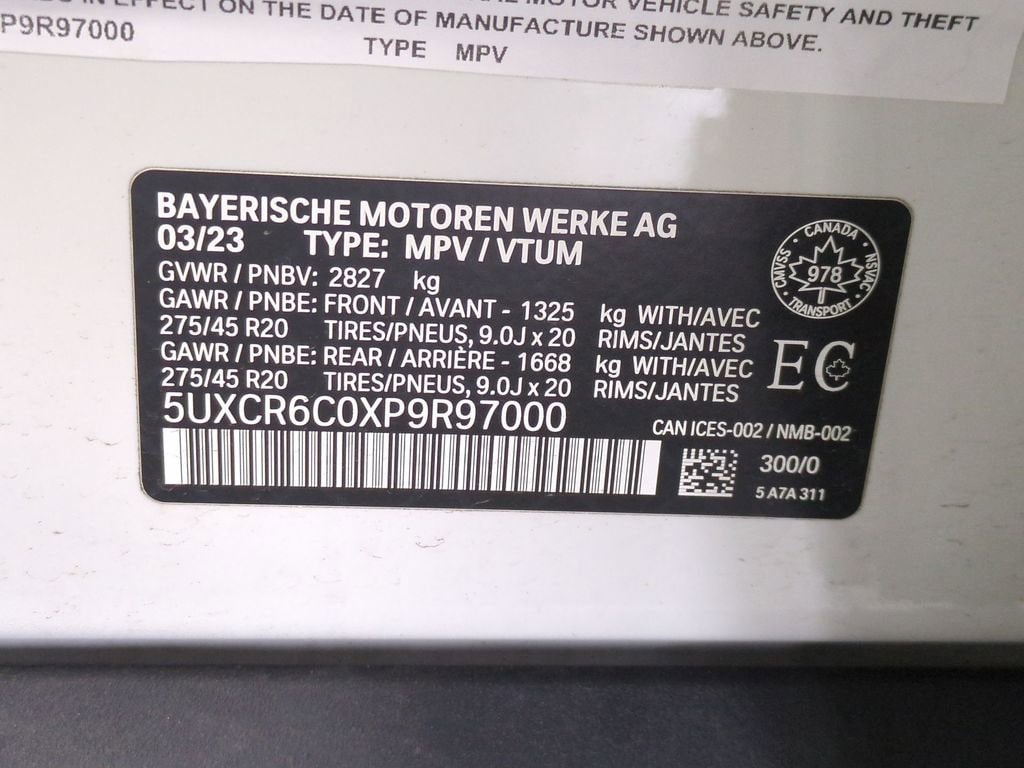 IN EFFECT ON THE DATE OF MANUFACTURE SHOWN ABOVE.
MOTOR VEHICLE SAFETY AND THEFT
P9R97000
TYPE MPV
BAYERISCHE MOTOREN WERKE AG
03/23 TYPE: MPV / VTUM
GVWR / PNBV: 2827 kg
GAWR / PNBE: FRONT / AVANT - 1325 kg WITH/AVEC
275/45 R20 TIRES/PNEUS, 9.0J x 20 RIMS/JANTES
GAWR / PNBE: REAR / ARRIÈRE - 1668 kg WITH/AVEC
275/45 R20 TIRES/PNEUS, 9.0J x 20 RIMS/JANTES
5UXCR6C0XP9R97000
CANADA
CMVSS 978 NSVAC
TRANSPORT
EC
CAN ICES-002 / NMB-002
300/0
5 A7A 311